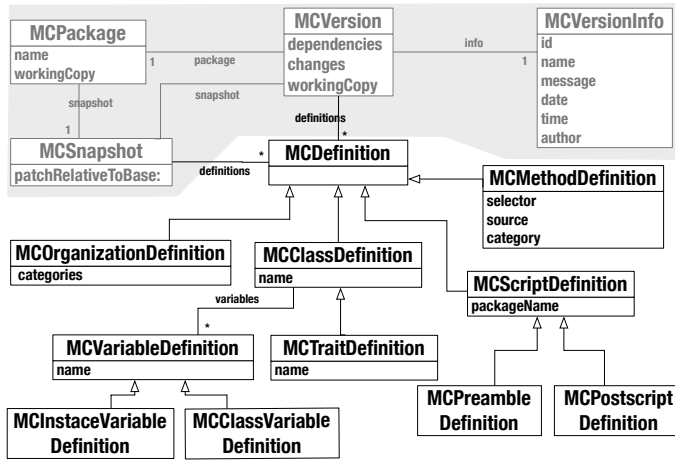 MCPackage
name
workingCopy
1
package
MCVersion
dependencies
changes
workingCopy
info
1
MCVersionInfo
id
name
message
date
time
author
snapshot
1
snapshot
definitions
*
MCSnapshot
patchRelativeToBase:
*
definitions
MCDefinition
MCMethodDefinition
selector
source
category
MCOrganizationDefinition
categories
MCClassDefinition
name
MCScriptDefinition
packageName
variables
*
MCVariableDefinition
name
MCTraitDefinition
name
MCInstaceVariable
Definition
MCClassVariable
Definition
MCPreamble
Definition
MCPostscript
Definition